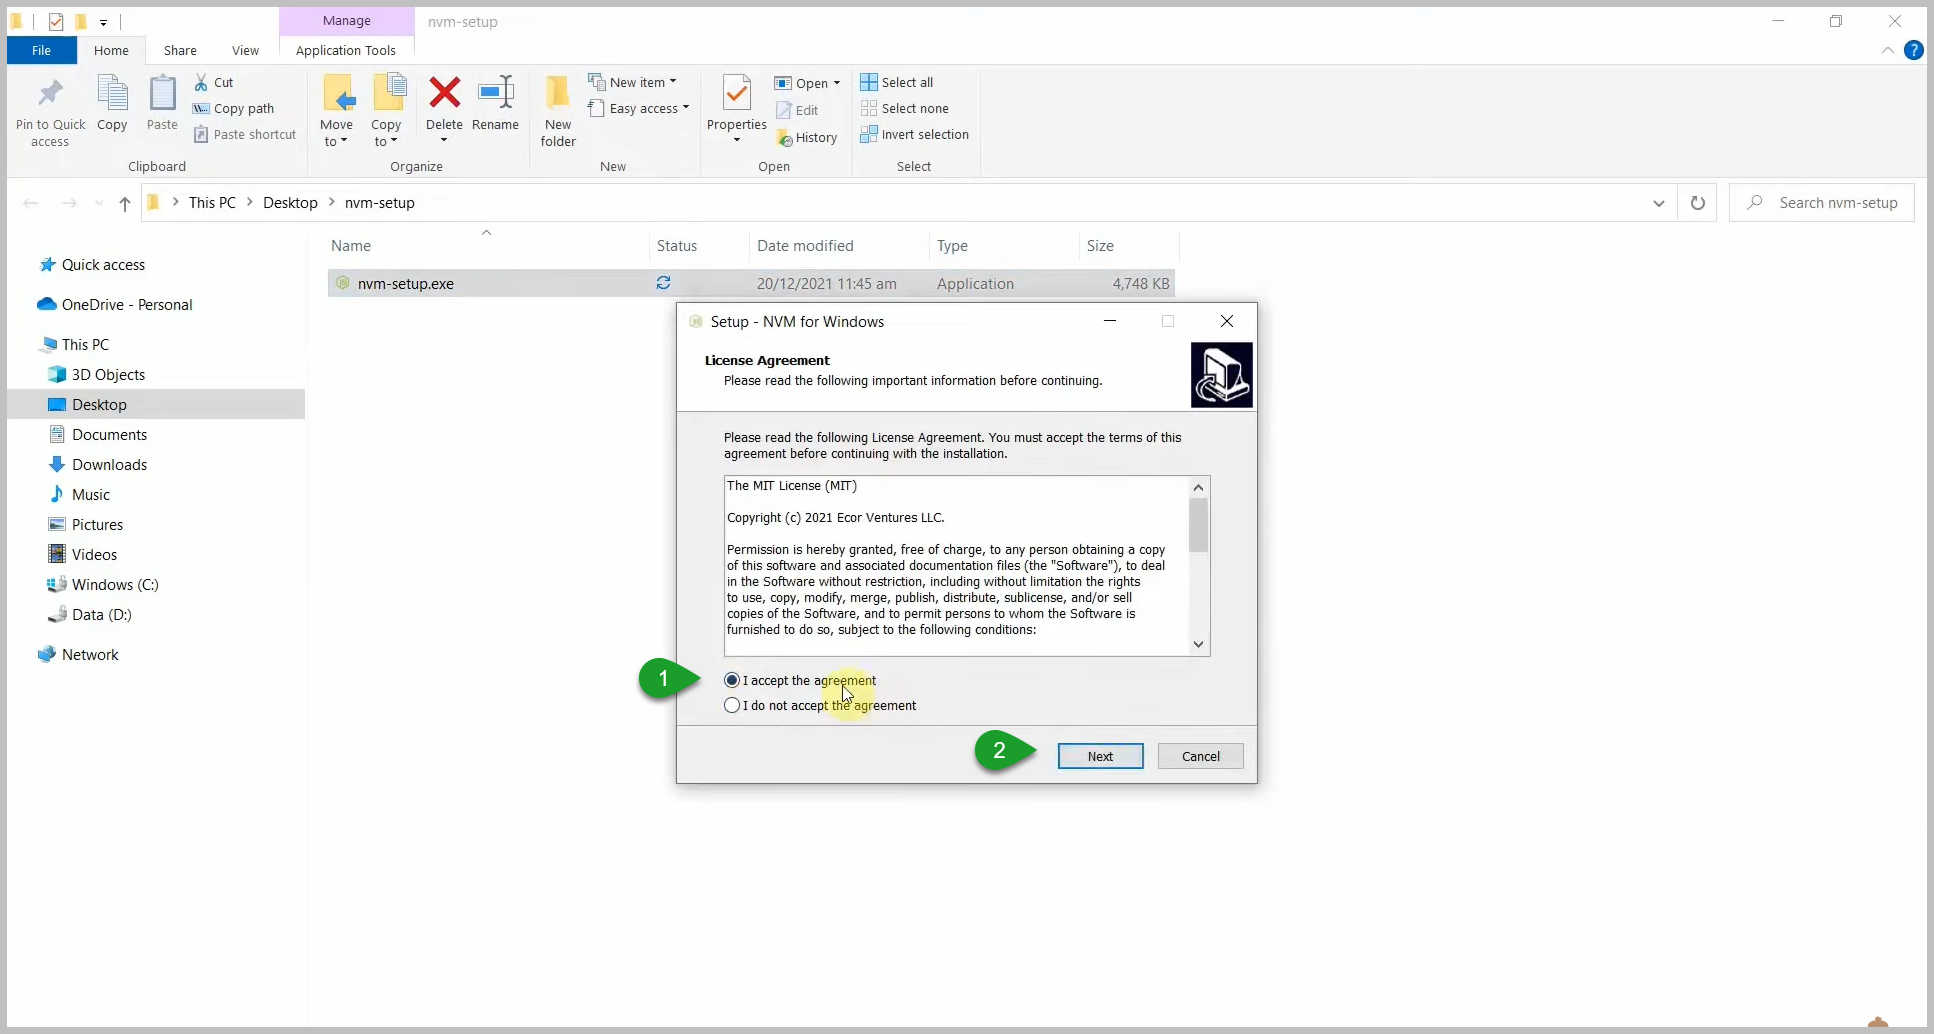 Manage
nvm-setup
File
Home
Share
View
Application Tools
?
Pin to Quick
access
Copy
Paste
Cut
Copy path
Paste shortcut
Clipboard
Move
to
Copy
to
Delete
Rename
Organize
New
folder
New item
Easy access
New
Properties
Open
Edit
History
Open
Select all
Select none
Invert selection
Select
This PC
Desktop
nvm-setup
Search nvm-setup
Quick access
OneDrive - Personal
This PC
3D Objects
Desktop
Documents
Downloads
Music
Pictures
Videos
Windows (C:)
Data (D:)
Network
Name
Status
Date modified
Type
Size
nvm-setup.exe
20/12/2021 11:45 am
Application
4,748 KB
Setup - NVM for Windows
License Agreement
Please read the following important information before continuing.
Please read the following License Agreement. You must accept the terms of this
agreement before continuing with the installation.
The MIT License (MIT)
Copyright (c) 2021 Ecor Ventures LLC.
Permission is hereby granted, free of charge, to any person obtaining a copy
of this software and associated documentation files (the "Software"), to deal
in the Software without restriction, including without limitation the rights
to use, copy, modify, merge, publish, distribute, sublicense, and/or sell
copies of the Software, and to permit persons to whom the Software is
furnished to do so, subject to the following conditions:
1
I accept the agreement
I do not accept the agreement
2
Next
Cancel